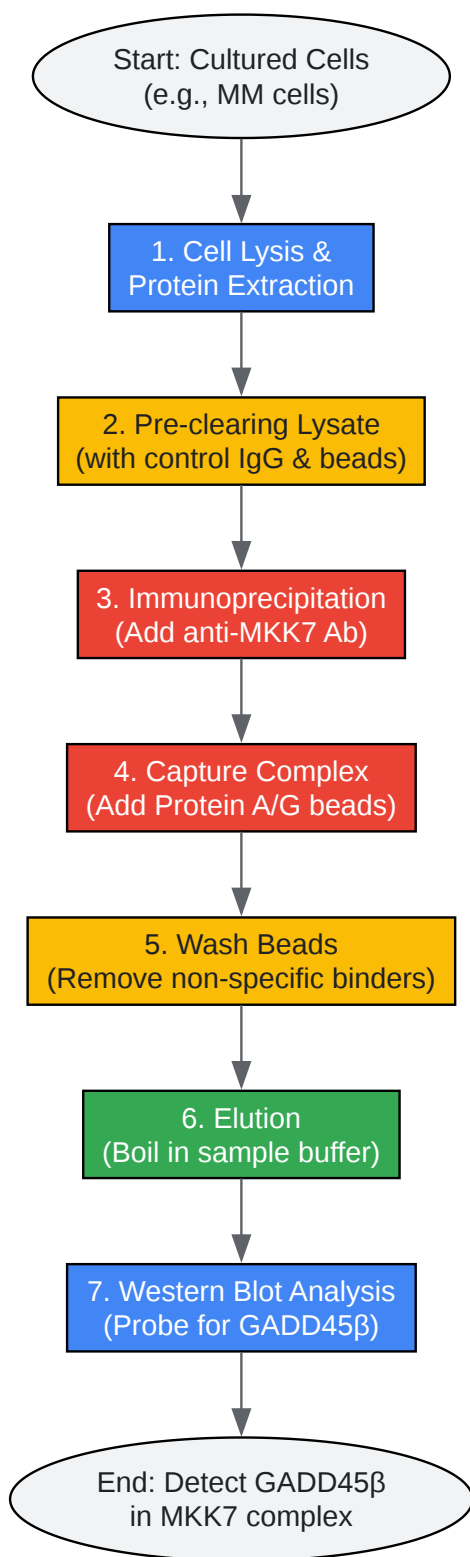 Start: Cultured Cells
(e.g., MM cells)
1. Cell Lysis &
Protein Extraction
2. Pre-clearing Lysate
(with control IgG & beads)
3. Immunoprecipitation
(Add anti-MKK7 Ab)
4. Capture Complex
(Add Protein A/G beads)
5. Wash Beads
(Remove non-specific binders)
6. Elution
(Boil in sample buffer)
7. Western Blot Analysis
(Probe for GADD45β)
End: Detect GADD45β
in MKK7 complex